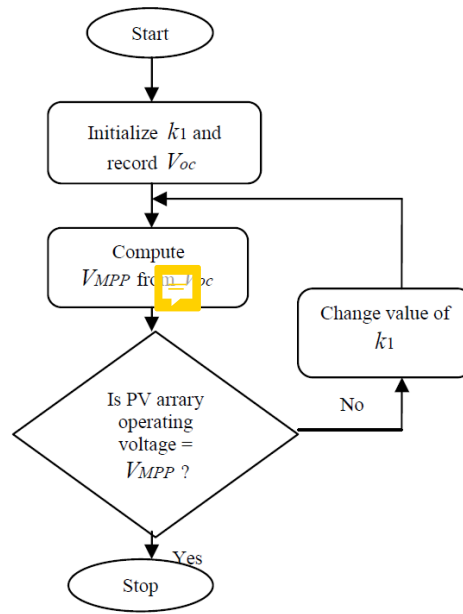 Start
Initialize k1 and
record Voc
Compute
VMPP from Voc
Change value of
k1
Is PV arrary
operating
voltage =
VMPP ?
No
Yes
Stop